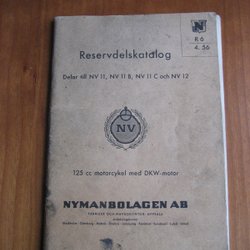 N
R 6
4. 56
Reservdelskatalog
Delar till NV 11, NV 11 B, NV 11 C och NV 12
NV
125 cc motorcykel med DKW-motor
NYMANBOLAGEN AB